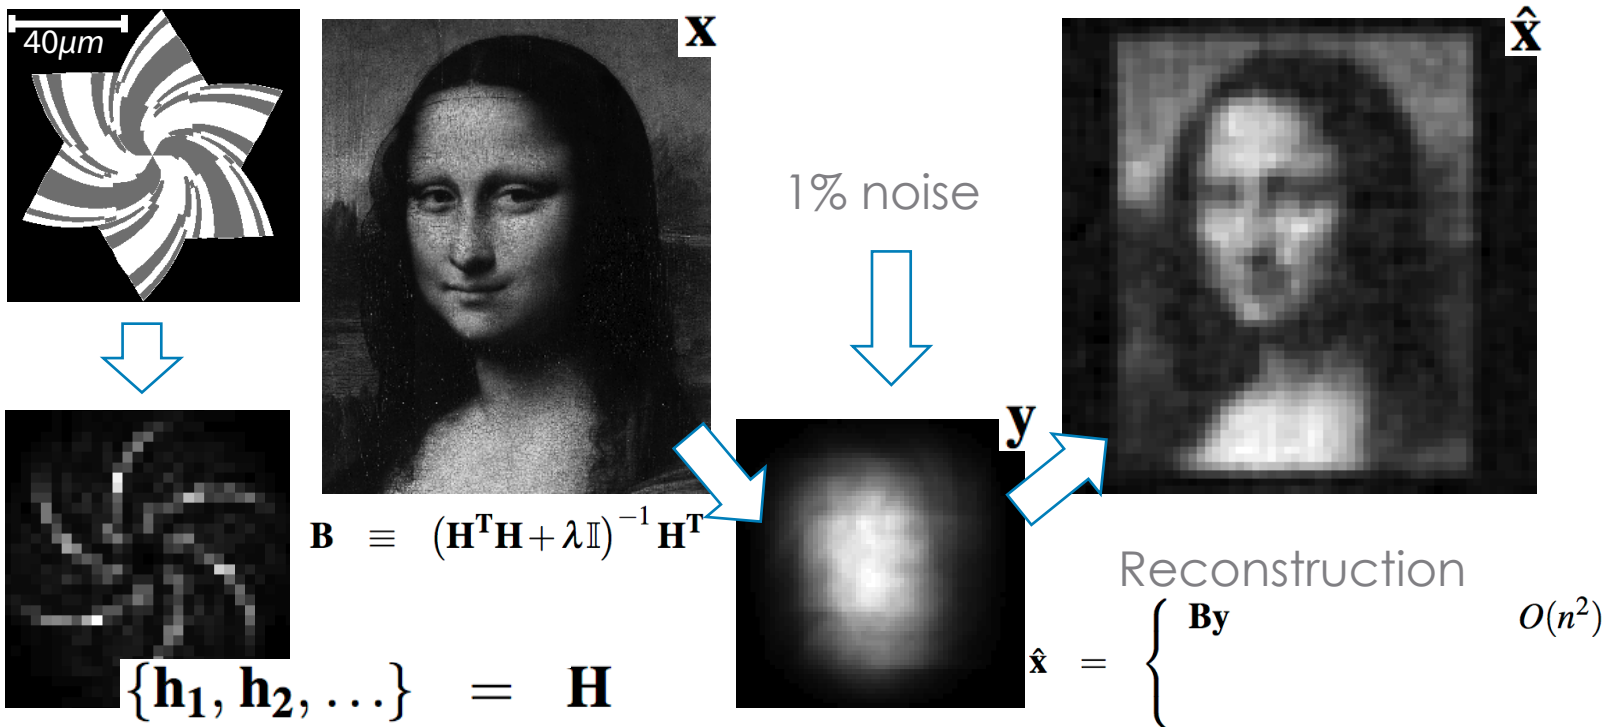 40μm
x
x̂
1% noise
y
B ≡ (HᵀH + λ𝕀)⁻¹ Hᵀ
Reconstruction
x̂ = { By O(n²)
{h₁, h₂, ...} = H